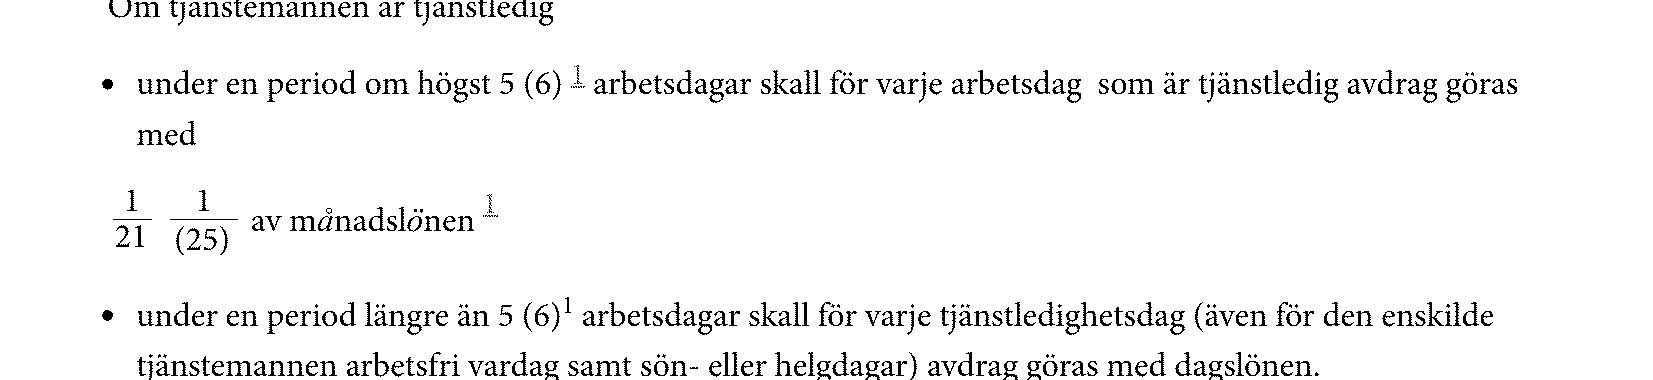 Om tjänstemannen är tjänstledig
• under en period om högst 5 (6) 1 arbetsdagar skall för varje arbetsdag som är tjänstledig avdrag göras
med
1/21 1/(25) av månadslönen 1
• under en period längre än 5 (6)1 arbetsdagar skall för varje tjänstledighetsdag (även för den enskilde
tjänstemannen arbetsfri vardag samt sön- eller helgdagar) avdrag göras med dagslönen.